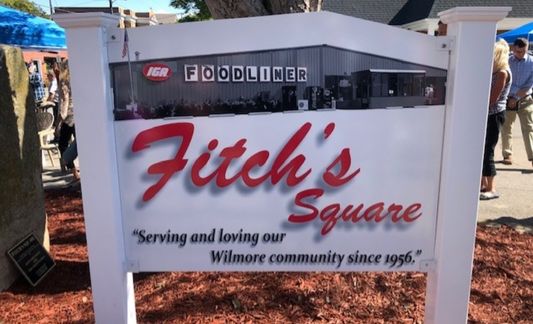 IGA FOODLINER
Fitch's
Square
"Serving and loving our
Wilmore community since 1956."